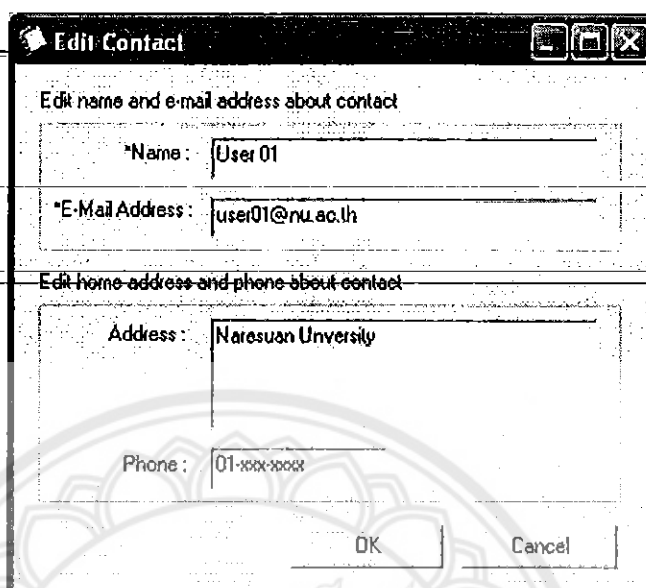 Edit Contact
Edit name and e-mail address about contact
*Name : User 01
*E-Mail Address : user01@nu.ac.th
Edit home address and phone about contact
Address : Naresuan Unversity
Phone : 01-xxx-xxxx
OK Cancel